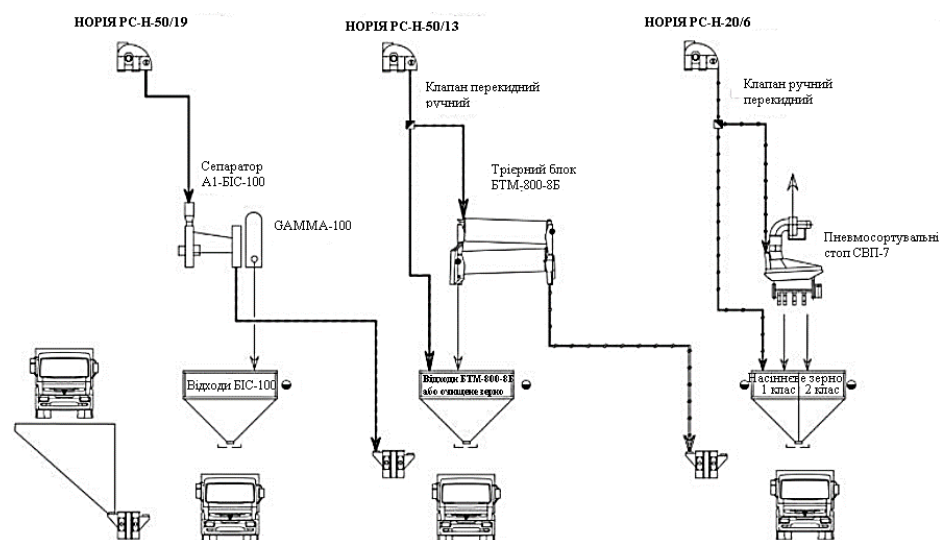 НОРІЯ РС-Н-50/19
НОРІЯ РС-Н-50/13
НОРІЯ РС-Н-20/6
Клапан перекидний
ручний
Клапан ручний
перекидний
Сепаратор
А1-БІС-100
GAMMA-100
Трієрний блок
БТМ-800-8Б
Пневмосортувальні
стоп СВП-7
Відходи БІС-100
Відходи БТМ-800-8Б
або очищене зерно
Насіннєве зерно
1 клас 2 клас